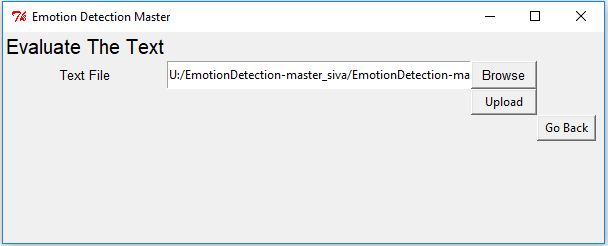 Emotion Detection Master
Evaluate The Text
Text File U:/EmotionDetection-master_siva/EmotionDetection-ma Browse
Upload
Go Back